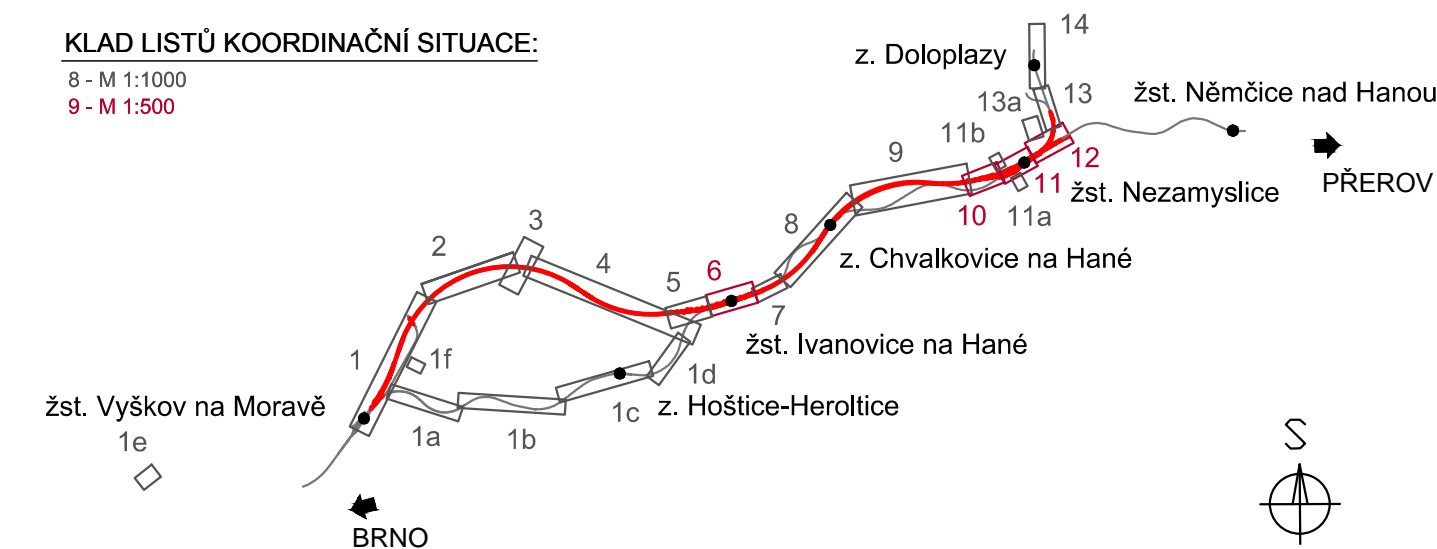 KLAD LISTŮ KOORDINAČNÍ SITUACE:
8 - M 1:1000
9 - M 1:500
14
z. Doloplazy
13
13a
žst. Němčice nad Hanou
11b
9
12
PŘEROV
11
10
žst. Nezamyslice
11a
8
3
2
4
z. Chvalkovice na Hané
5
6
7
žst. Ivanovice na Hané
1
1f
1d
žst. Vyškov na Moravě
1c
z. Hoštice-Heroltice
1a
1b
1e
S
BRNO